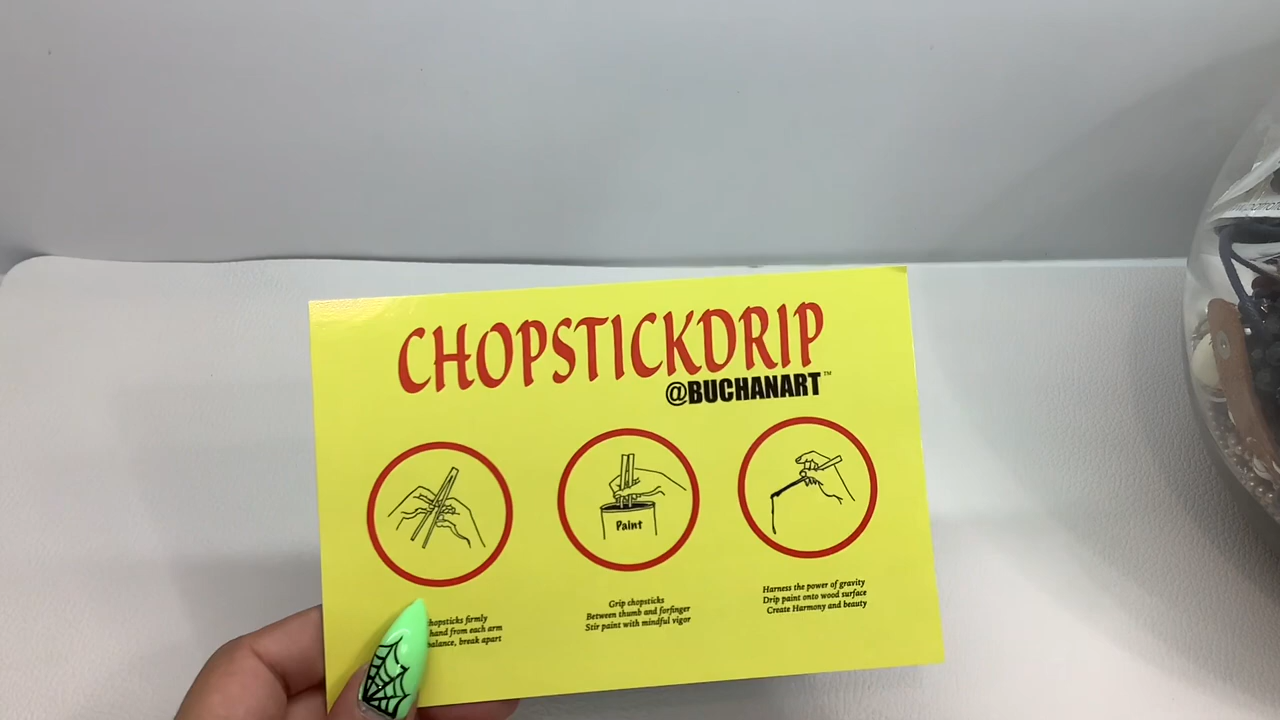 CHOPSTICKDRIP
@BUCHANART™
Paint
hopsticks firmly
hand from each arm
balance, break apart
Grip chopsticks
Between thumb and forfinger
Stir paint with mindful vigor
Harness the power of gravity
Drip paint onto wood surface
Create Harmony and beauty